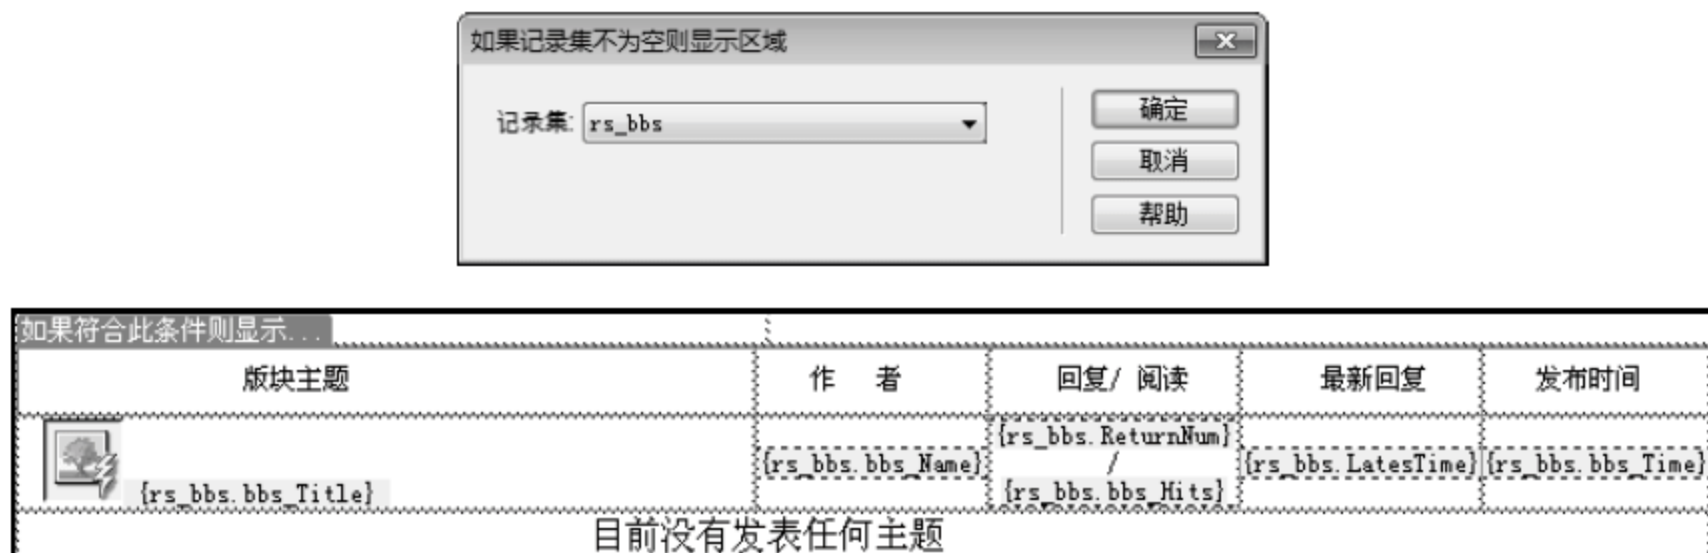 如果记录集不为空则显示区域
记录集: rs_bbs
确定
取消
帮助
如果符合此条件则显示...
版块主题 作 者 回复/ 阅读 最新回复 发布时间
{rs_bbs.ReturnNum}
{rs_bbs.bbs_Name} / {rs_bbs.LatesTime} {rs_bbs.bbs_Time}
{rs_bbs.bbs_Title} {rs_bbs.bbs_Hits}
目前没有发表任何主题